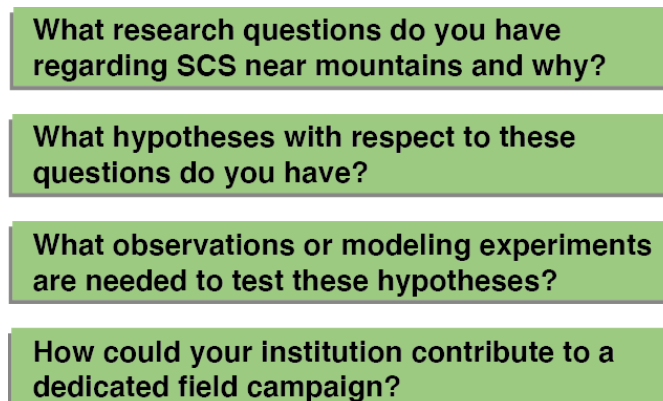 What research questions do you have
regarding SCS near mountains and why?
What hypotheses with respect to these
questions do you have?
What observations or modeling experiments
are needed to test these hypotheses?
How could your institution contribute to a
dedicated field campaign?